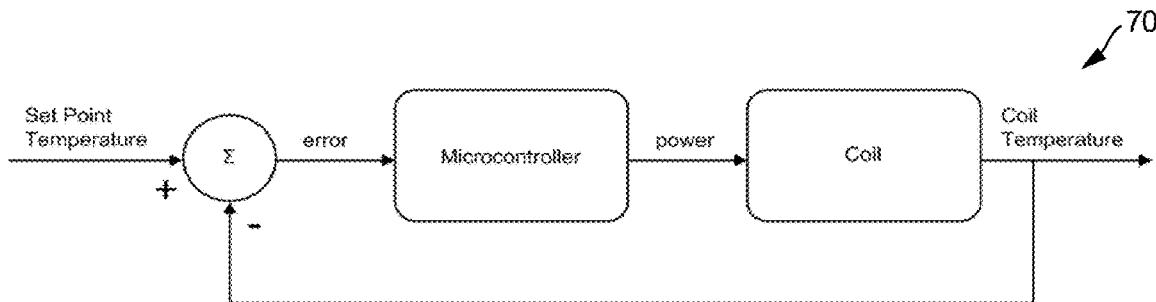 70
Set Point
Temperature
Σ
error
Microcontroller
power
Coil
Coil
Temperature
+
-